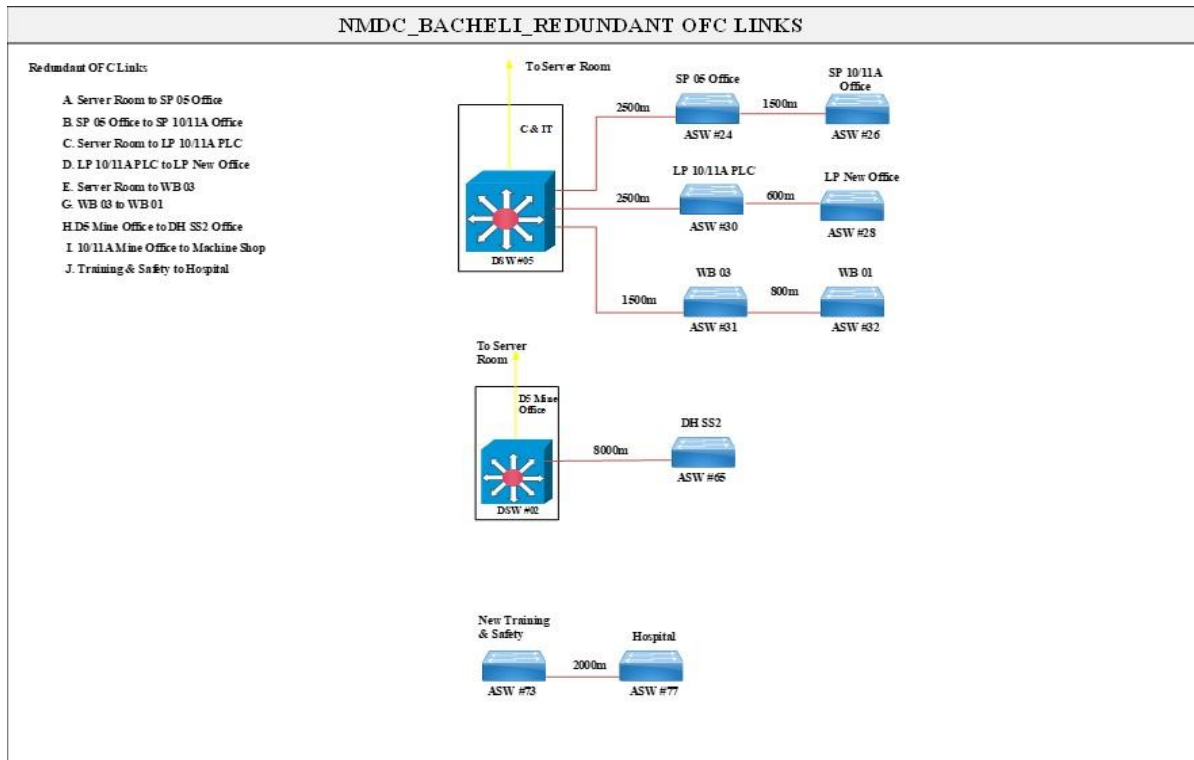 NMDC_BACHELI_REDUNDANT OFC LINKS
Redundant OFC Links
A. Server Room to SP 05 Office
B. SP 05 Office to SP 10/11A Office
C. Server Room to LP 10/11A PLC
D. LP 10/11A PLC to LP New Office
E. Server Room to WB 03
G. WB 03 to WB 01
H.D5 Mine Office to DH SS2 Office
I. 10/11A Mine Office to Machine Shop
J. Training & Safety to Hospital
To Server Room
C & IT
DSW #05
2500m
SP 05 Office
ASW #24
1500m
SP 10/11A
Office
ASW #26
2500m
LP 10/11A PLC
ASW #30
600m
LP New Office
ASW #28
1500m
WB 03
ASW #31
800m
WB 01
ASW #32
To Server
Room
D5 Mine
Office
DSW #02
8000m
DH SS2
ASW #65
New Training
& Safety
ASW #73
2000m
Hospital
ASW #77